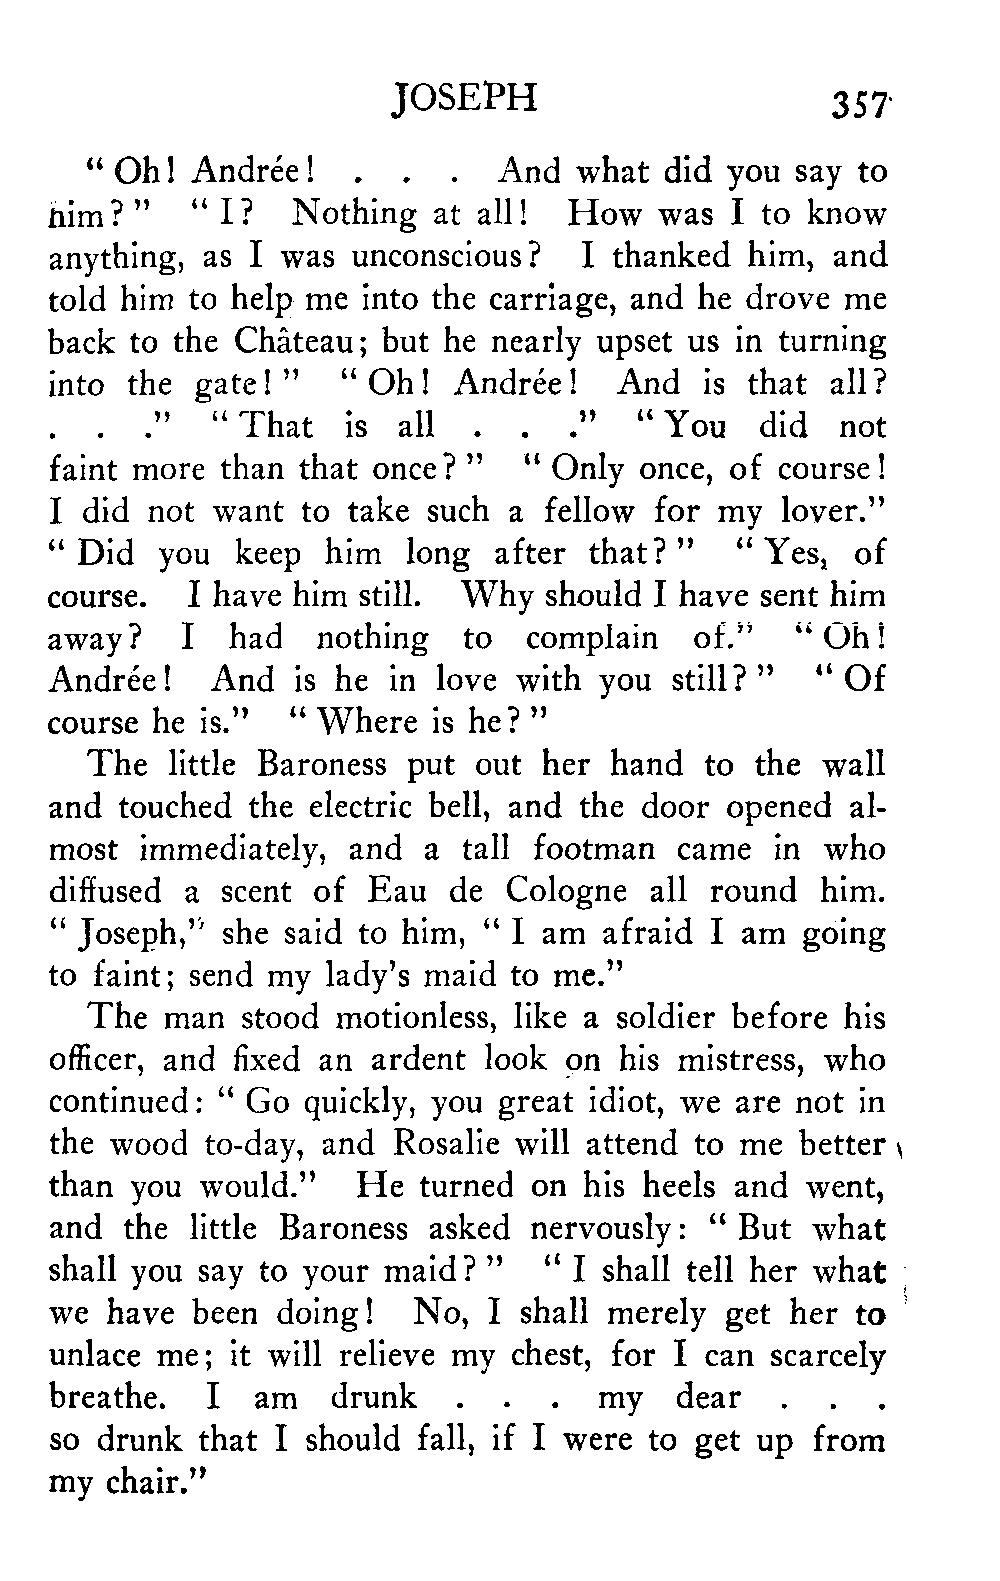 JOSEPH 357
“Oh! Andrée! . . . And what did you say to
him?” “I? Nothing at all! How was I to know
anything, as I was unconscious? I thanked him, and
told him to help me into the carriage, and he drove me
back to the Château; but he nearly upset us in turning
into the gate!” “Oh! Andrée! And is that all?
. . .” “That is all . . .” “You did not
faint more than that once?” “Only once, of course!
I did not want to take such a fellow for my lover.”
“Did you keep him long after that?” “Yes, of
course. I have him still. Why should I have sent him
away? I had nothing to complain of.” “Oh!
Andrée! And is he in love with you still?” “Of
course he is.” “Where is he?”
The little Baroness put out her hand to the wall
and touched the electric bell, and the door opened al-
most immediately, and a tall footman came in who
diffused a scent of Eau de Cologne all round him.
“Joseph,” she said to him, “I am afraid I am going
to faint; send my lady's maid to me.”
The man stood motionless, like a soldier before his
officer, and fixed an ardent look on his mistress, who
continued: “Go quickly, you great idiot, we are not in
the wood to-day, and Rosalie will attend to me better
than you would.” He turned on his heels and went,
and the little Baroness asked nervously: “But what
shall you say to your maid?” “I shall tell her what
we have been doing! No, I shall merely get her to
unlace me; it will relieve my chest, for I can scarcely
breathe. I am drunk . . . my dear . . .
so drunk that I should fall, if I were to get up from
my chair.”